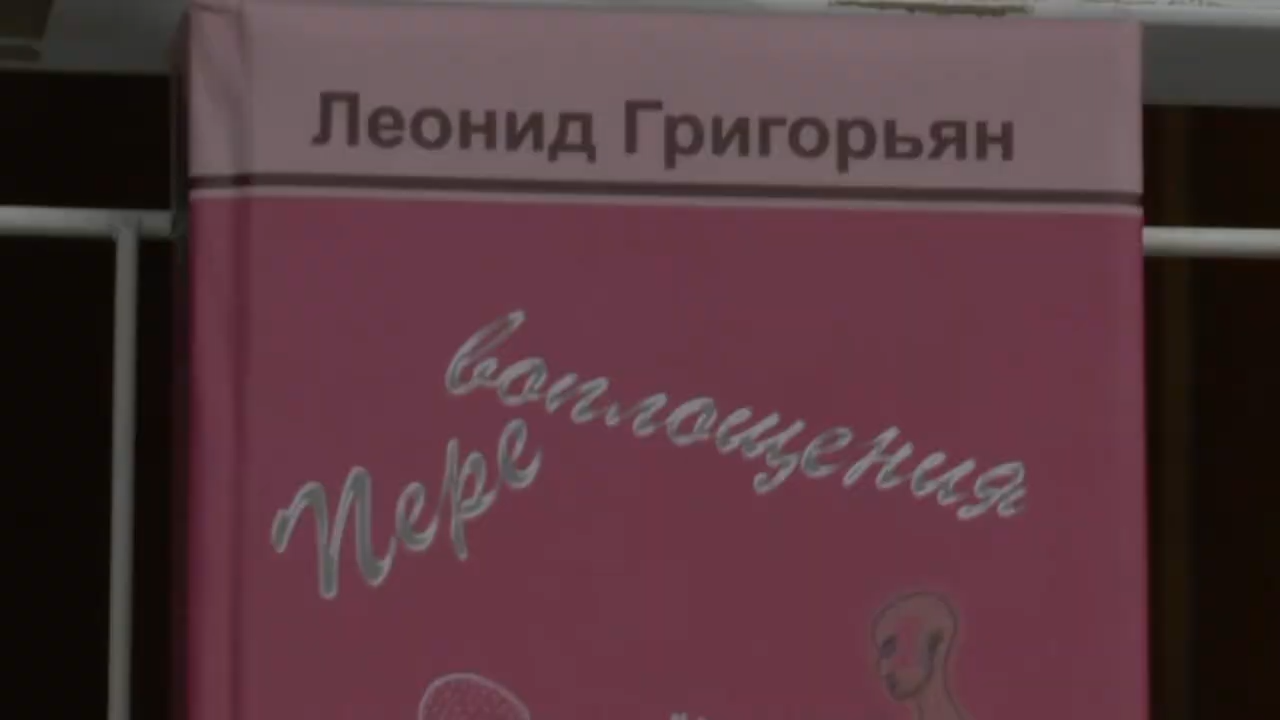 Леонид Григорьян
Пере
воплощения